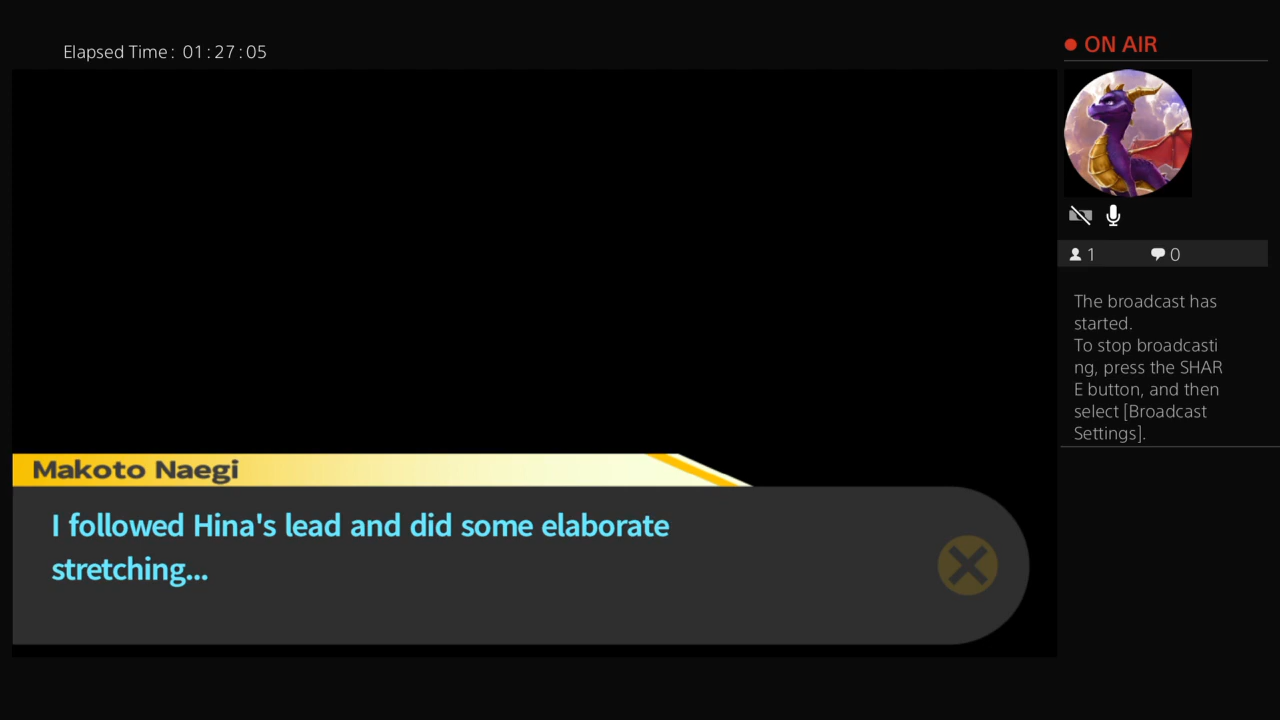 Elapsed Time: 01:27:05
ON AIR
1 0
The broadcast has
started.
To stop broadcasti
ng, press the SHAR
E button, and then
select [Broadcast
Settings].
Makoto Naegi
I followed Hina's lead and did some elaborate
stretching...